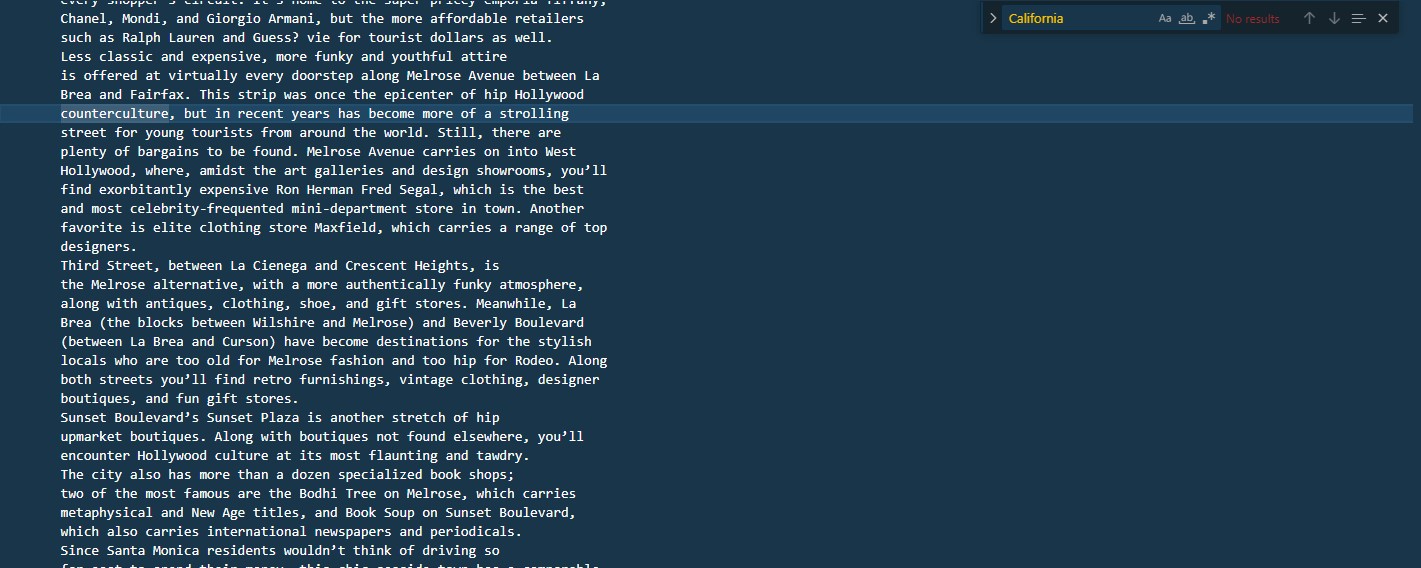 every shopper's circuit. It's home to the super pricey emporia Tiffany,
Chanel, Mondi, and Giorgio Armani, but the more affordable retailers
such as Ralph Lauren and Guess? vie for tourist dollars as well.
Less classic and expensive, more funky and youthful attire
is offered at virtually every doorstep along Melrose Avenue between La
Brea and Fairfax. This strip was once the epicenter of hip Hollywood
counterculture, but in recent years has become more of a strolling
street for young tourists from around the world. Still, there are
plenty of bargains to be found. Melrose Avenue carries on into West
Hollywood, where, amidst the art galleries and design showrooms, you’ll
find exorbitantly expensive Ron Herman Fred Segal, which is the best
and most celebrity-frequented mini-department store in town. Another
favorite is elite clothing store Maxfield, which carries a range of top
designers.
Third Street, between La Cienega and Crescent Heights, is
the Melrose alternative, with a more authentically funky atmosphere,
along with antiques, clothing, shoe, and gift stores. Meanwhile, La
Brea (the blocks between Wilshire and Melrose) and Beverly Boulevard
(between La Brea and Curson) have become destinations for the stylish
locals who are too old for Melrose fashion and too hip for Rodeo. Along
both streets you’ll find retro furnishings, vintage clothing, designer
boutiques, and fun gift stores.
Sunset Boulevard’s Sunset Plaza is another stretch of hip
upmarket boutiques. Along with boutiques not found elsewhere, you’ll
encounter Hollywood culture at its most flaunting and tawdry.
The city also has more than a dozen specialized book shops;
two of the most famous are the Bodhi Tree on Melrose, which carries
metaphysical and New Age titles, and Book Soup on Sunset Boulevard,
which also carries international newspapers and periodicals.
Since Santa Monica residents wouldn’t think of driving so
California
Aa ab .*
No results